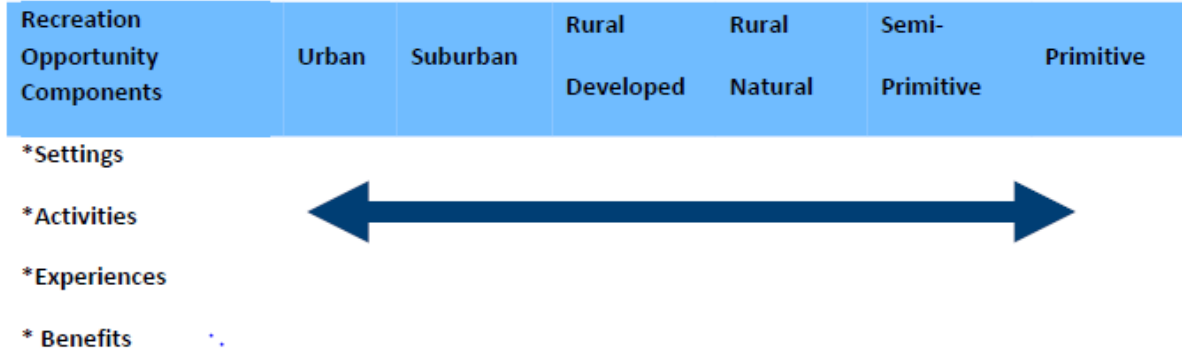 Recreation
Opportunity
Components
Urban
Suburban
Rural
Developed
Rural
Natural
Semi-
Primitive
Primitive
*Settings
*Activities
*Experiences
* Benefits